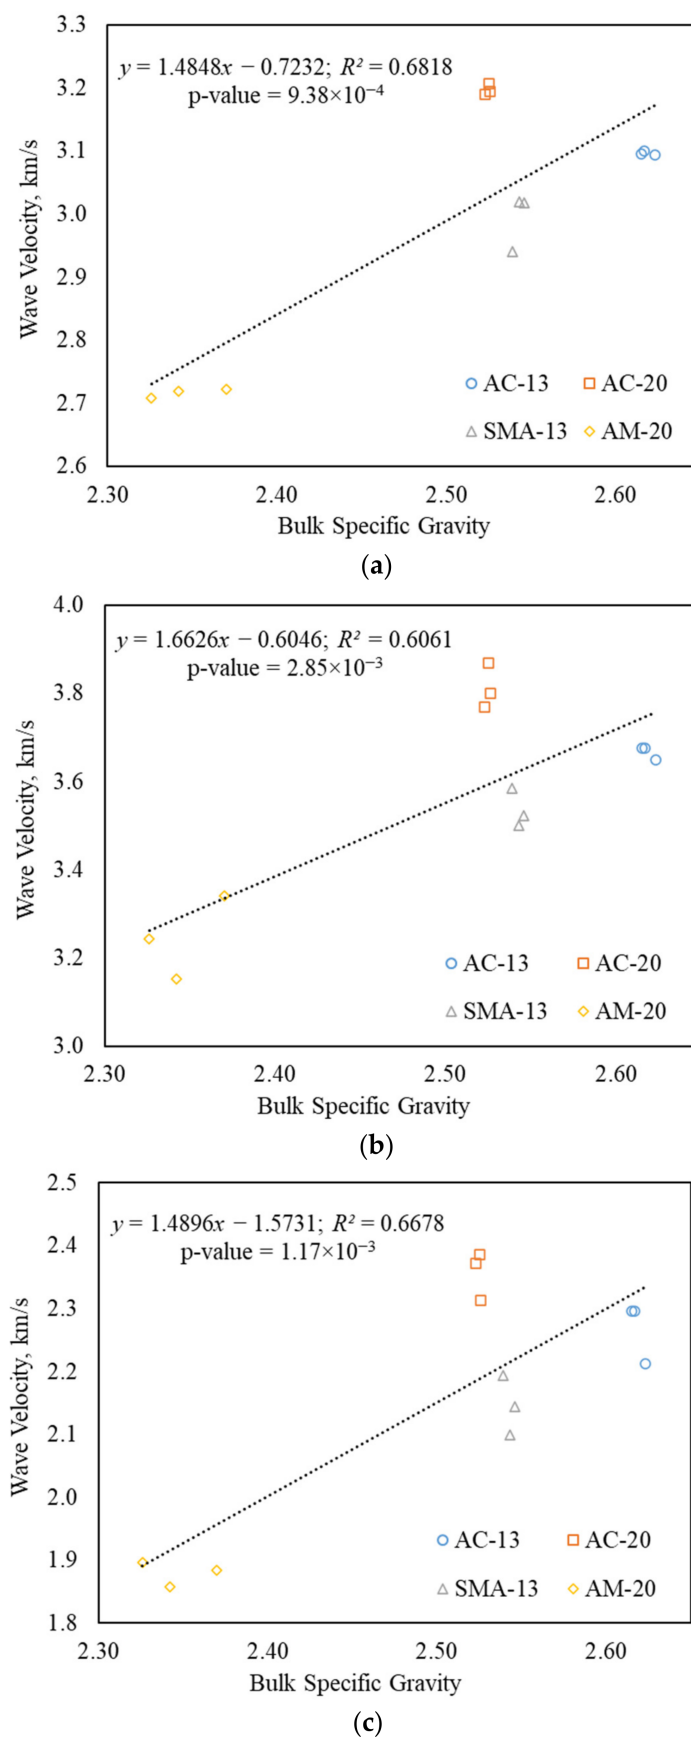 y = 1.4848x − 0.7232; R² = 0.6818
p-value = 9.38×10⁻⁴
3.3
3.2
3.1
3.0
2.9
2.8
2.7
2.6
Wave Velocity, km/s
AC-13 AC-20
SMA-13 AM-20
2.30 2.40 2.50 2.60
Bulk Specific Gravity
(a)
y = 1.6626x − 0.6046; R² = 0.6061
p-value = 2.85×10⁻³
4.0
3.8
3.6
3.4
3.2
3.0
Wave Velocity, km/s
AC-13 AC-20
SMA-13 AM-20
2.30 2.40 2.50 2.60
Bulk Specific Gravity
(b)
y = 1.4896x − 1.5731; R² = 0.6678
p-value = 1.17×10⁻³
2.5
2.4
2.3
2.2
2.1
2.0
1.9
1.8
Wave Velocity, km/s
AC-13 AC-20
SMA-13 AM-20
2.30 2.40 2.50 2.60
Bulk Specific Gravity
(c)